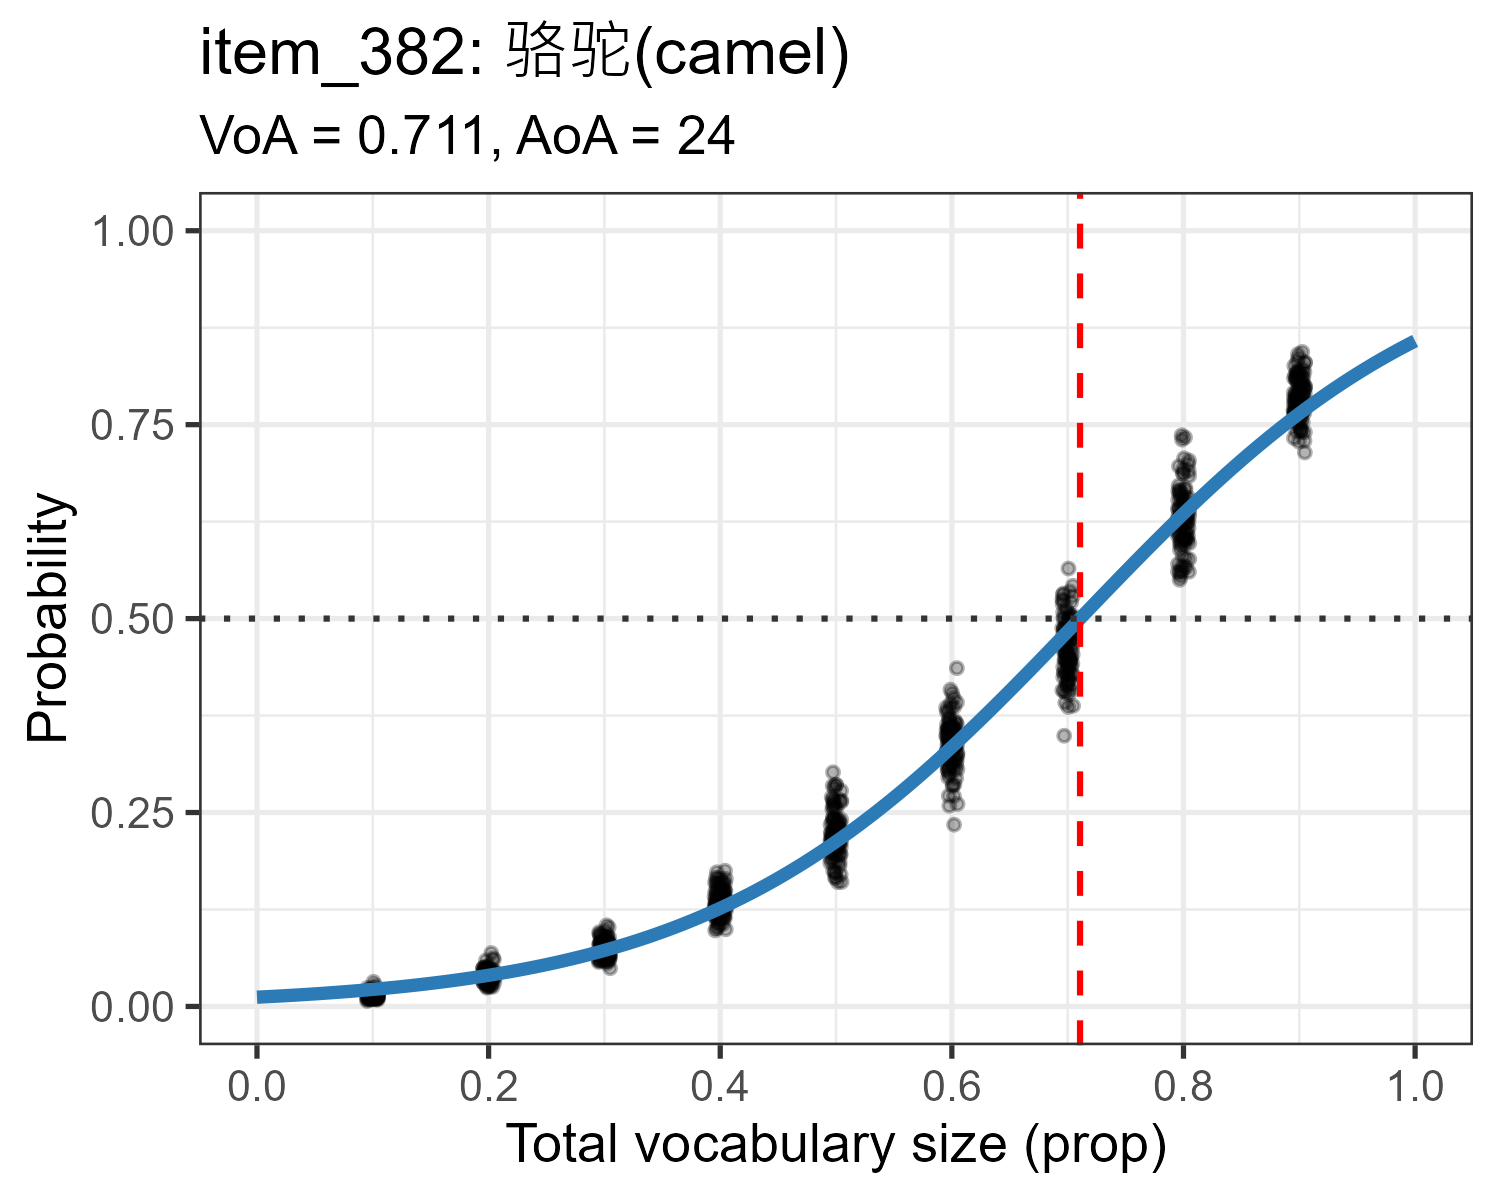 item_382: 骆驼(camel)
VoA = 0.711, AoA = 24
1.00
0.75
0.50
0.25
0.00
Probability
0.0 0.2 0.4 0.6 0.8 1.0
Total vocabulary size (prop)